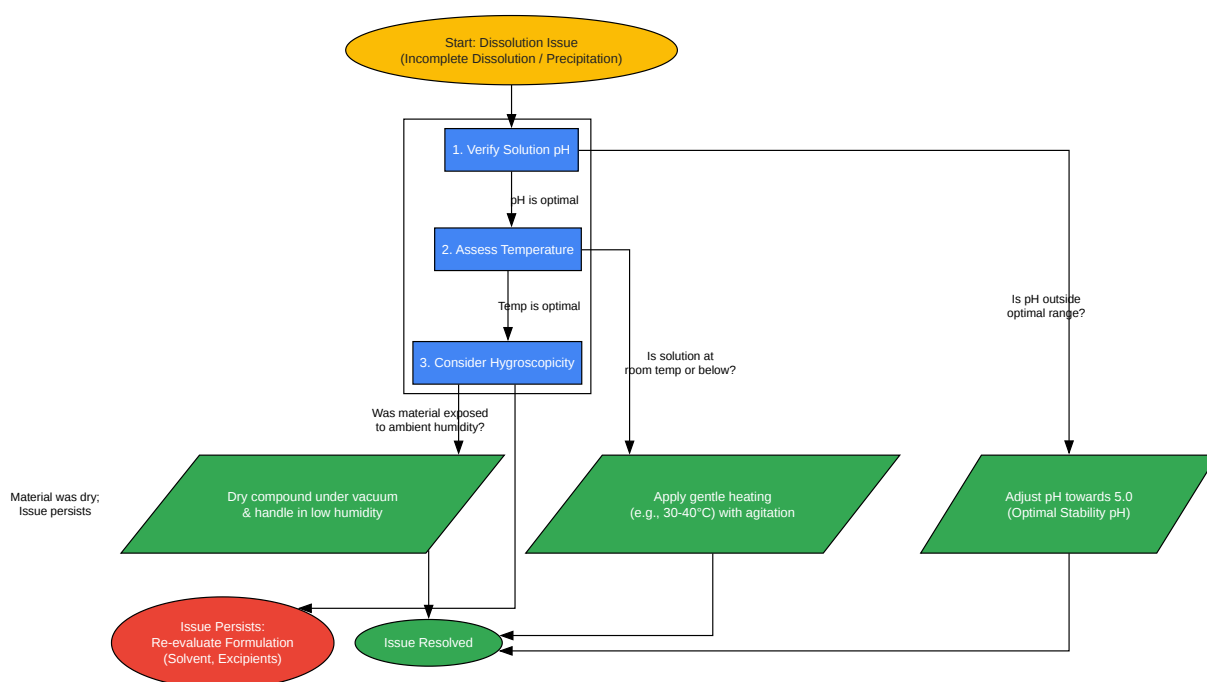 Start: Dissolution Issue
(Incomplete Dissolution / Precipitation)
1. Verify Solution pH
pH is optimal
2. Assess Temperature
Temp is optimal
Is pH outside
optimal range?
3. Consider Hygroscopicity
Is solution at
room temp or below?
Was material exposed
to ambient humidity?
Material was dry;
Issue persists
Dry compound under vacuum
& handle in low humidity
Apply gentle heating
(e.g., 30-40°C) with agitation
Adjust pH towards 5.0
(Optimal Stability pH)
Issue Persists:
Re-evaluate Formulation
(Solvent, Excipients)
Issue Resolved